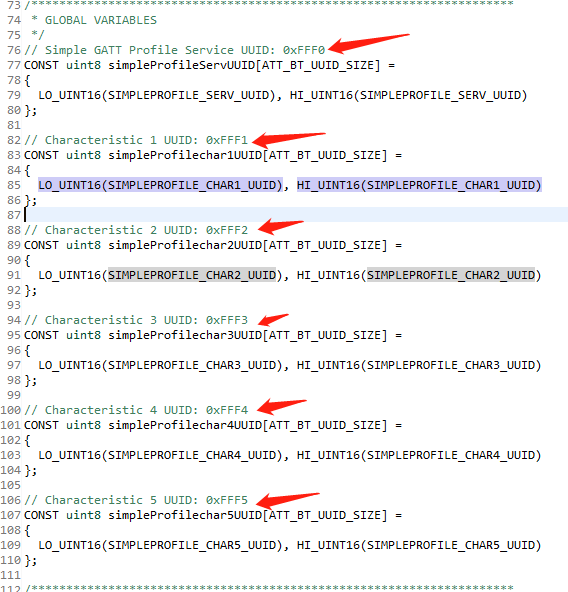 73 /***************************************************************************
74  * GLOBAL VARIABLES
75  */
76 // Simple GATT Profile Service UUID: 0xFFF0
77 CONST uint8 simpleProfileServUUID[ATT_BT_UUID_SIZE] =
78 {
79   LO_UINT16(SIMPLEPROFILE_SERV_UUID), HI_UINT16(SIMPLEPROFILE_SERV_UUID)
80 };
81
82 // Characteristic 1 UUID: 0xFFF1
83 CONST uint8 simpleProfilechar1UUID[ATT_BT_UUID_SIZE] =
84 {
85   LO_UINT16(SIMPLEPROFILE_CHAR1_UUID), HI_UINT16(SIMPLEPROFILE_CHAR1_UUID)
86 };
87
88 // Characteristic 2 UUID: 0xFFF2
89 CONST uint8 simpleProfilechar2UUID[ATT_BT_UUID_SIZE] =
90 {
91   LO_UINT16(SIMPLEPROFILE_CHAR2_UUID), HI_UINT16(SIMPLEPROFILE_CHAR2_UUID)
92 };
93
94 // Characteristic 3 UUID: 0xFFF3
95 CONST uint8 simpleProfilechar3UUID[ATT_BT_UUID_SIZE] =
96 {
97   LO_UINT16(SIMPLEPROFILE_CHAR3_UUID), HI_UINT16(SIMPLEPROFILE_CHAR3_UUID)
98 };
99
100 // Characteristic 4 UUID: 0xFFF4
101 CONST uint8 simpleProfilechar4UUID[ATT_BT_UUID_SIZE] =
102 {
103   LO_UINT16(SIMPLEPROFILE_CHAR4_UUID), HI_UINT16(SIMPLEPROFILE_CHAR4_UUID)
104 };
105
106 // Characteristic 5 UUID: 0xFFF5
107 CONST uint8 simpleProfilechar5UUID[ATT_BT_UUID_SIZE] =
108 {
109   LO_UINT16(SIMPLEPROFILE_CHAR5_UUID), HI_UINT16(SIMPLEPROFILE_CHAR5_UUID)
110 };
111
112 /***************************************************************************